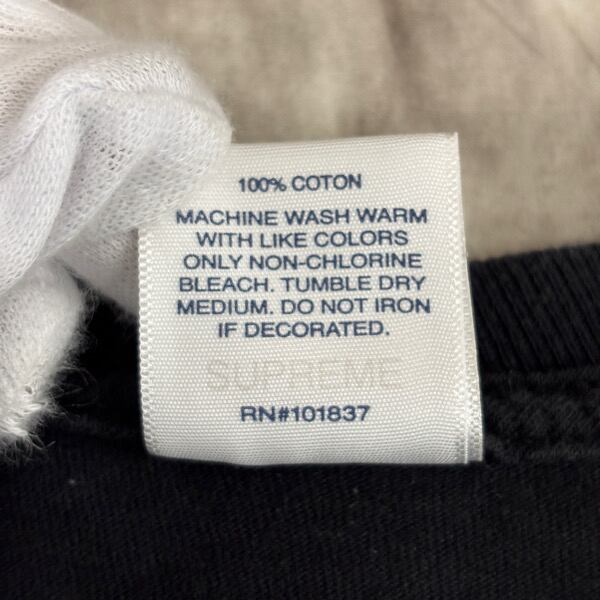 100% COTON
MACHINE WASH WARM
WITH LIKE COLORS
ONLY NON-CHLORINE
BLEACH. TUMBLE DRY
MEDIUM. DO NOT IRON
IF DECORATED.
SUPREME
RN#101837